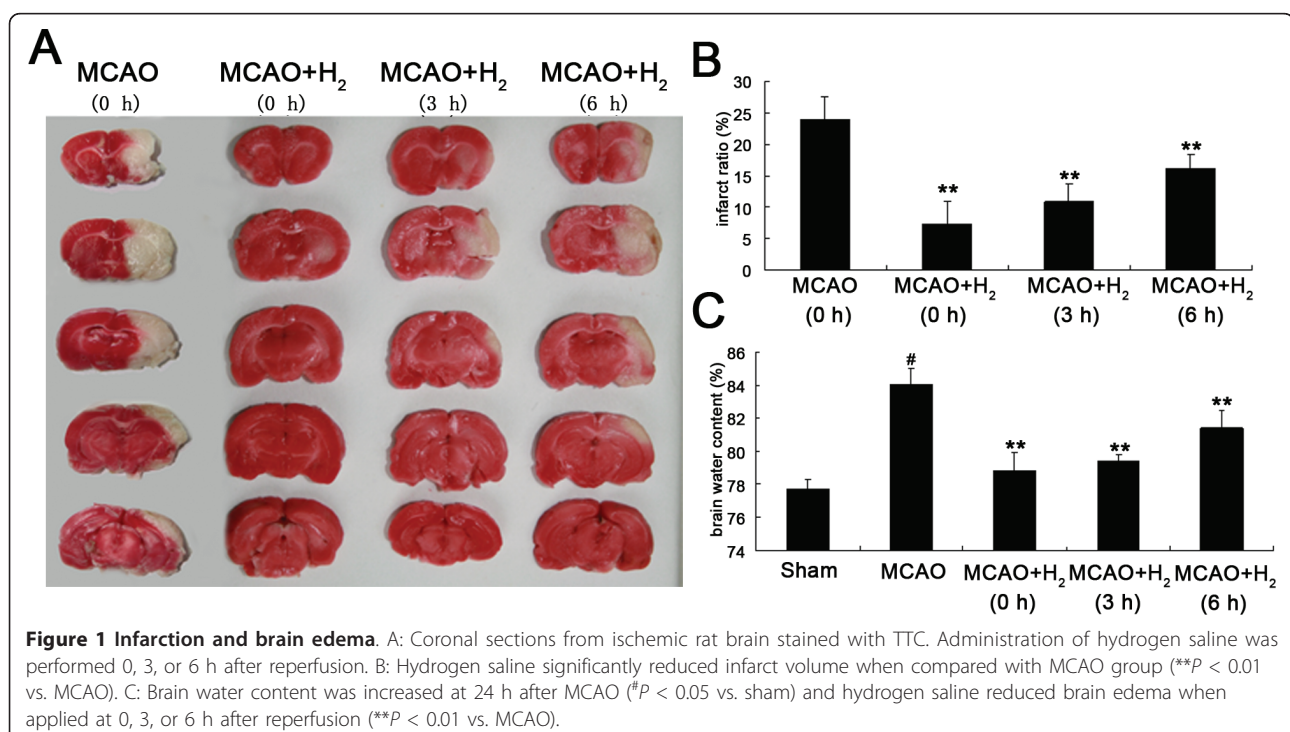 A
MCAO MCAO+H2 MCAO+H2 MCAO+H2
(0 h) (0 h) (3 h) (6 h)
B
infarct ratio (%)
30
25
20
15
10
5
0
** ** **
MCAO MCAO+H2 MCAO+H2 MCAO+H2
(0 h) (0 h) (3 h) (6 h)
C
brain water content (%)
86
84
82
80
78
76
74
# ** ** **
Sham MCAO MCAO+H2 MCAO+H2 MCAO+H2
(0 h) (3 h) (6 h)
Figure 1 Infarction and brain edema. A: Coronal sections from ischemic rat brain stained with TTC. Administration of hydrogen saline was
performed 0, 3, or 6 h after reperfusion. B: Hydrogen saline significantly reduced infarct volume when compared with MCAO group (**P < 0.01
vs. MCAO). C: Brain water content was increased at 24 h after MCAO (#P < 0.05 vs. sham) and hydrogen saline reduced brain edema when
applied at 0, 3, or 6 h after reperfusion (**P < 0.01 vs. MCAO).